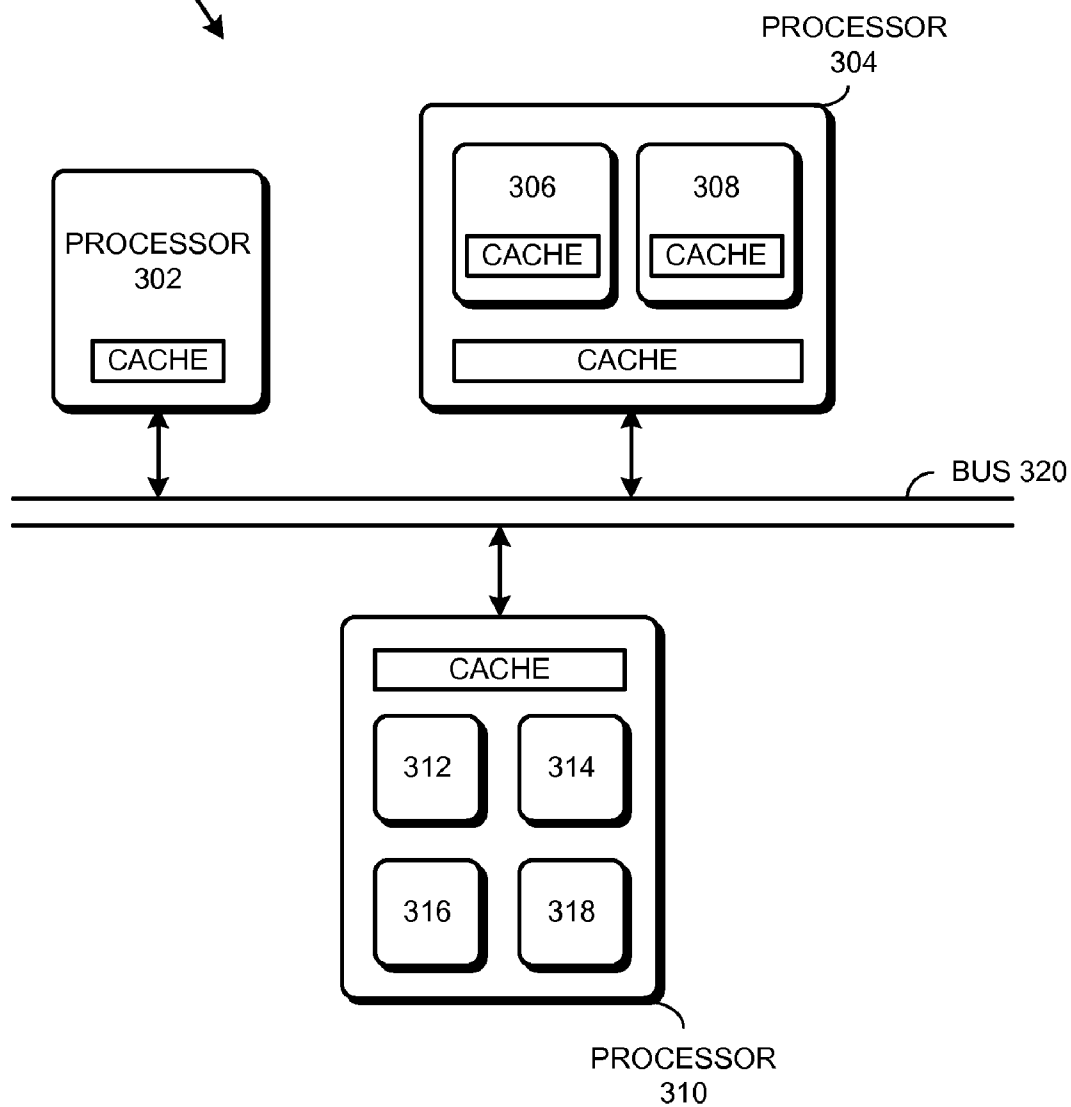 PROCESSOR
304
306
308
CACHE
CACHE
CACHE
PROCESSOR
302
CACHE
BUS 320
CACHE
312
314
316
318
PROCESSOR
310